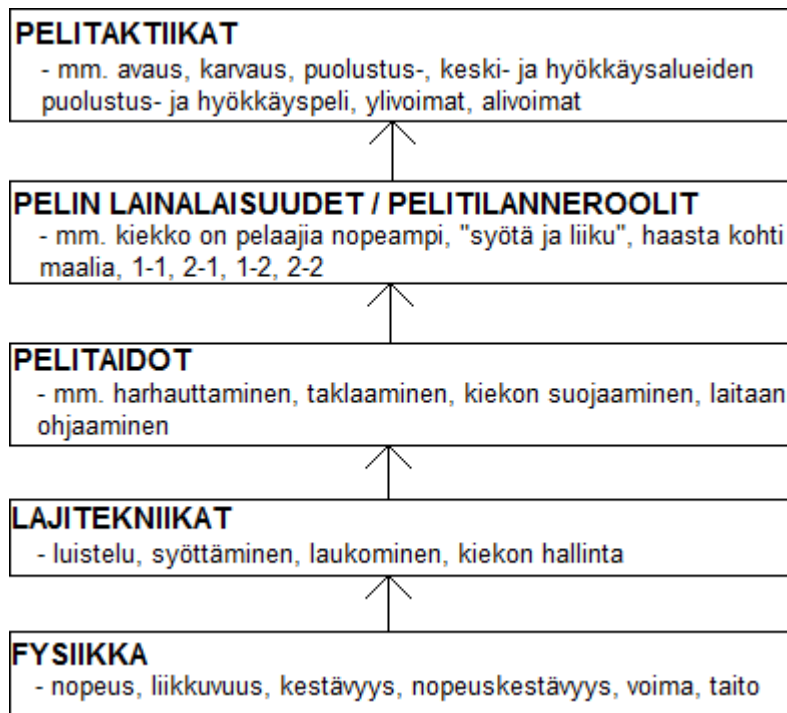 PELITAKTIIKAT
- mm. avaus, karvaus, puolustus-, keski- ja hyökkäysalueiden
puolustus- ja hyökkäyspeli, ylivoimat, alivoimat
PELIN LAINALAISUUDET / PELITILANNEROOLIT
- mm. kiekko on pelaajia nopeampi, "syötä ja liiku", haasta kohti
maalia, 1-1, 2-1, 1-2, 2-2
PELITAIDOT
- mm. harhauttaminen, taklaaminen, kiekon suojaaminen, laitaan
ohjaaminen
LAJITEKNIIKAT
- luistelu, syöttäminen, laukominen, kiekon hallinta
FYSIIKKA
- nopeus, liikkuvuus, kestävyys, nopeuskestävyys, voima, taito